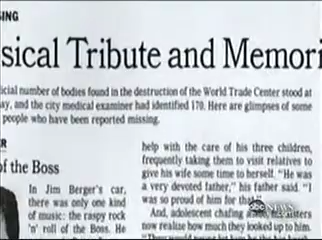 SING
sical Tribute and Memori
icial number of bodies found in the destruction of the World Trade Center stood at
ay, and the city medical examiner had identified 170. Here are glimpses of some
people who have been reported missing.
R
of the Boss
In Jim Berger's car,
there was only one kind
of music: the raspy rock
'n' roll of the Boss. He
help with the care of his three children,
frequently taking them to visit relatives to
give his wife some time to herself. "He was
a very devoted father," his father said. "I
was so proud of him for that
And, adolescent chafing
now realize how much they looked up to him.
abc NEWS